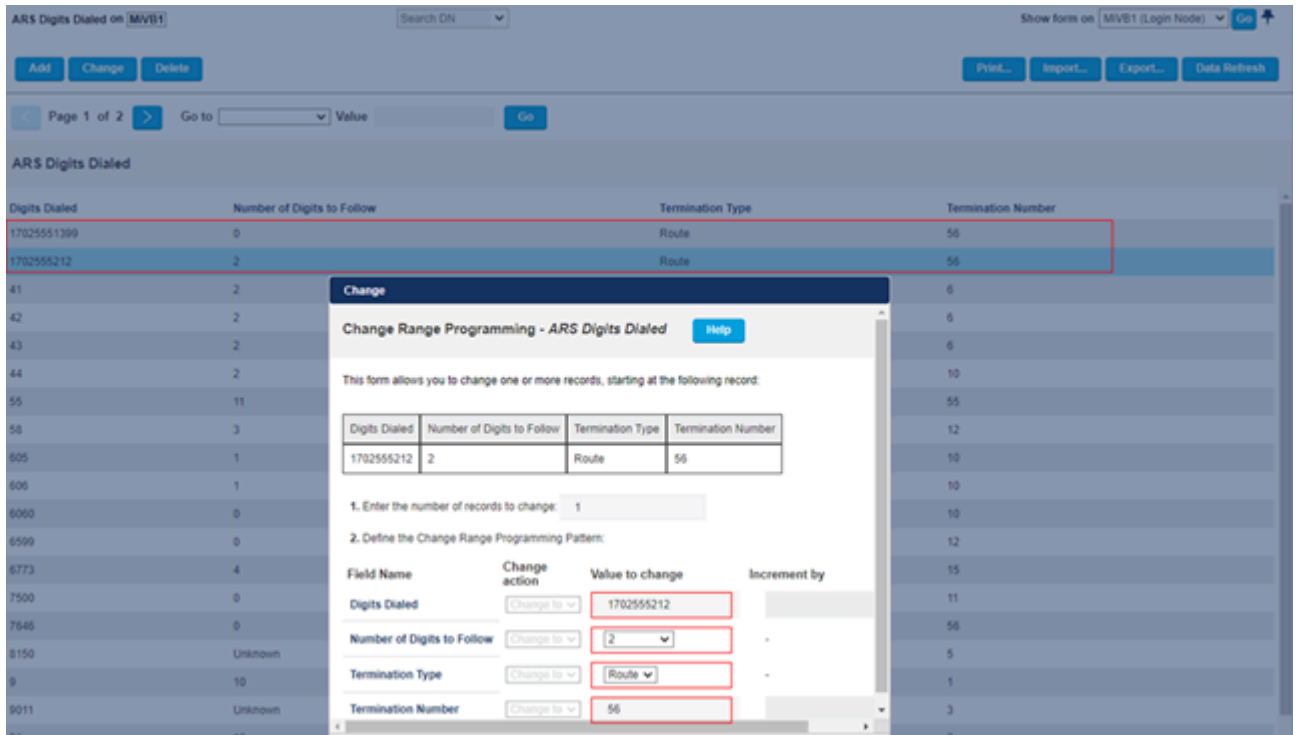 ARS Digits Dialed on MiVB1 Search DN Show form on MiVB1 (Login Node) Go
Add Change Delete Print... Import... Export... Data Refresh
< Page 1 of 2 > Go to Value Go
ARS Digits Dialed
Digits Dialed Number of Digits to Follow Termination Type Termination Number
17025551399 0 Route 56
1702555212 2 Route 56
41 2 6
42 2 6
43 2 6
44 2 10
55 11 55
58 3 12
605 1 10
606 1 10
6060 0 10
6599 0 12
6773 4 15
7500 0 11
7646 0 56
8150 Unknown 5
9 10 1
9011 Unknown 3
Change
Change Range Programming - ARS Digits Dialed Help
This form allows you to change one or more records, starting at the following record:
Digits Dialed Number of Digits to Follow Termination Type Termination Number
1702555212 2 Route 56
1. Enter the number of records to change: 1
2. Define the Change Range Programming Pattern:
Field Name Change action Value to change Increment by
Digits Dialed Change to 1702555212
Number of Digits to Follow Change to 2 -
Termination Type Change to Route -
Termination Number Change to 56